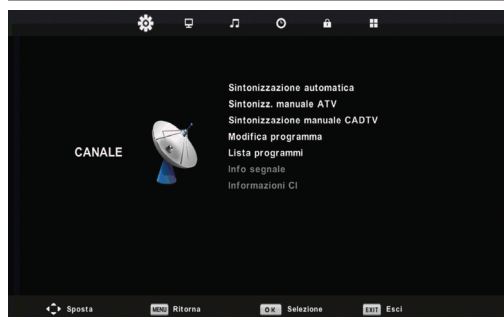 Sintonizzazione automatica
Sintonizz. manuale ATV
Sintonizzazione manuale CADTV
Modifica programma
CANALE
Lista programmi
Info segnale
Informazioni CI
Sposta
MENU Ritorna
OK Selezione
EXIT Esci